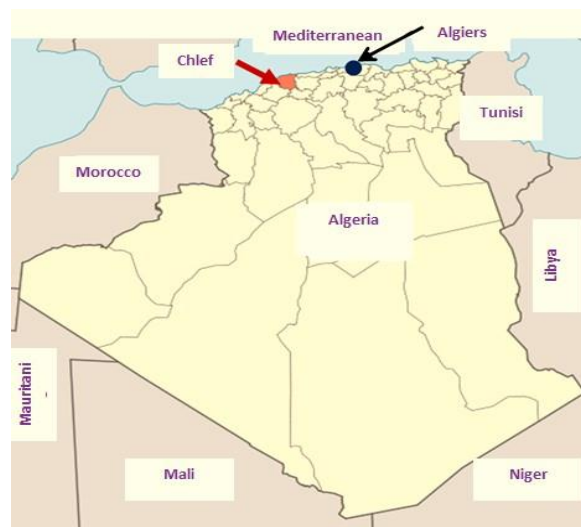 Mediterranean
Algiers
Chlef
Tunisi
Morocco
Algeria
Libya
Mauritani
Mali
Niger